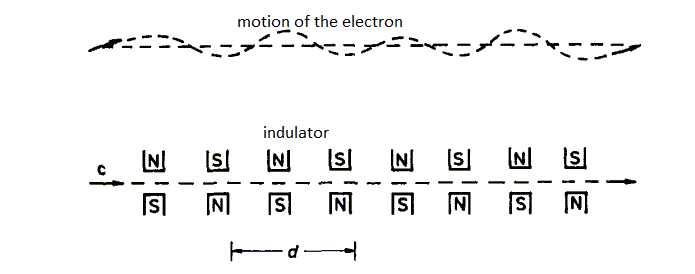 motion of the electron
indulator
N S N S N S N S
c
S N S N S N S N
d